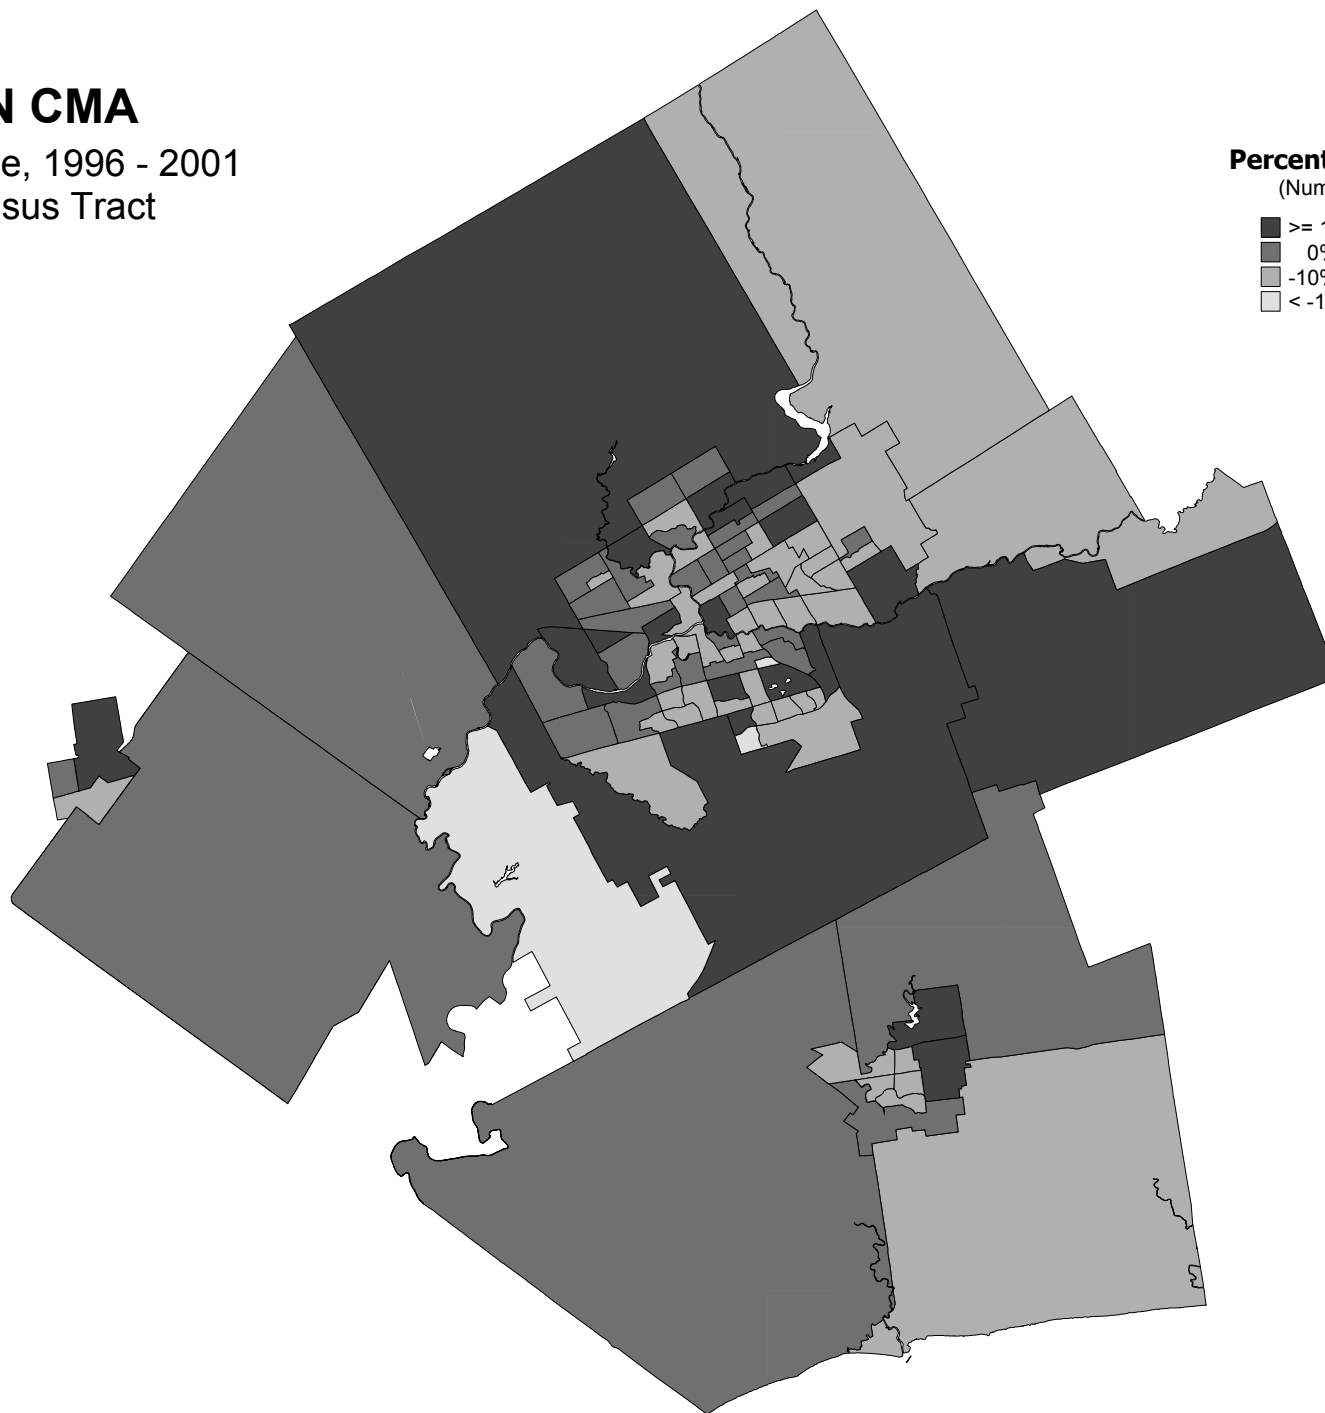 N CMA
e, 1996 - 2001
sus Tract
Percent
(Num
>= 1
0%
-10%
< -1